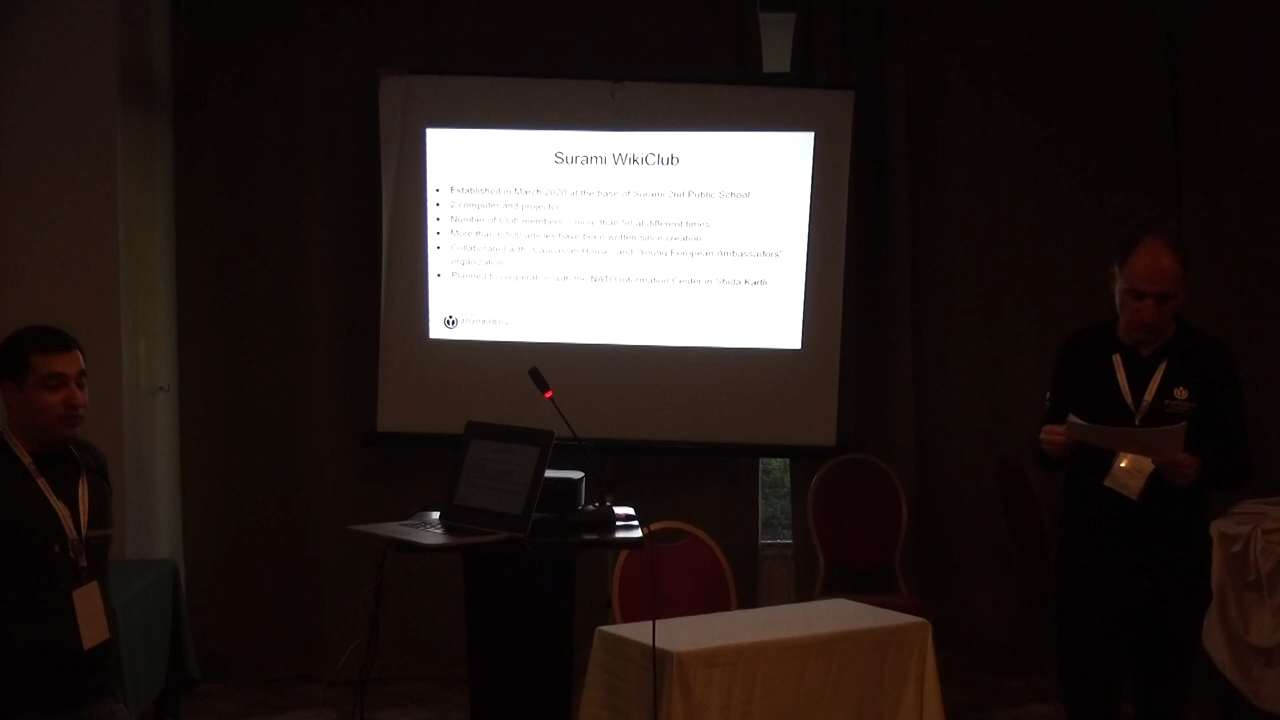 Surami WikiClub
Established in March 2020 at the base of Surami 2nd Public School
2 computer and projector
Number of club members - more than 50 at different times
More than articles have been written since creation
Collaborated with "Caucasian House" and "Young European Ambassadors"
organization
Planned cooperation with the NATO Information Center in Shida Kartli